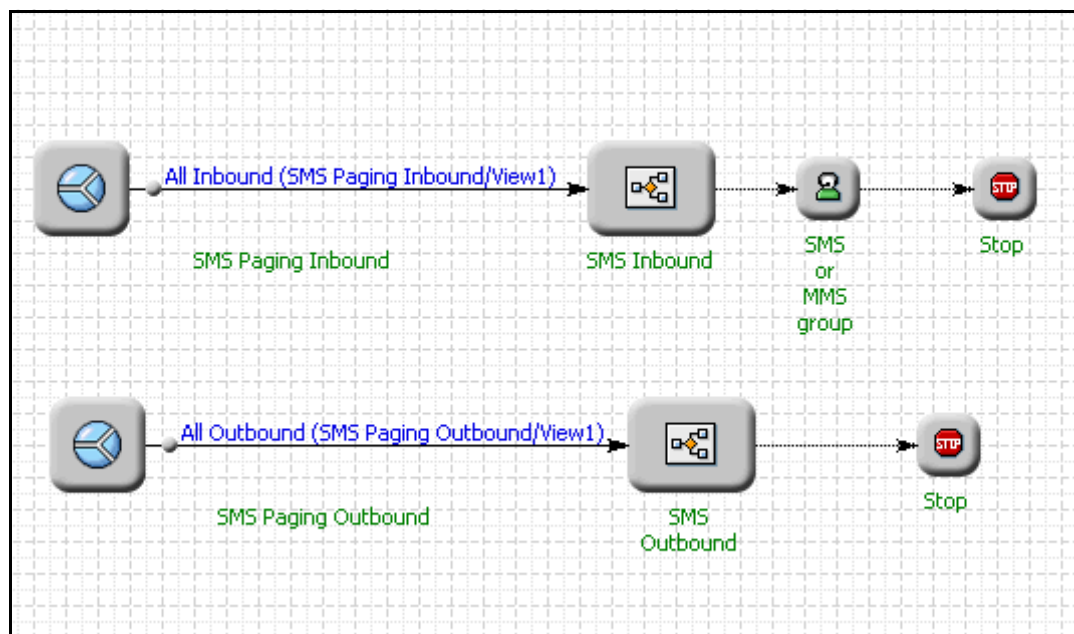 All Inbound (SMS Paging Inbound/View1)
SMS Paging Inbound
SMS Inbound
SMS
or
MMS
group
STOP
Stop
All Outbound (SMS Paging Outbound/View1)
SMS Paging Outbound
SMS
Outbound
STOP
Stop